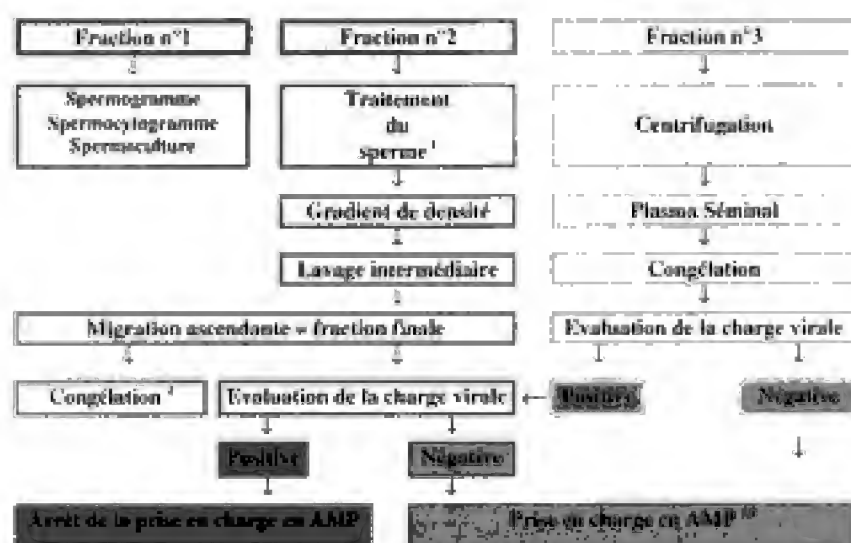 Fraction n°1
Fraction n°2
Fraction n°3
Spermogramme
Spermocytogramme
Spermoculture
Traitement
du
sperme¹
Centrifugation
Gradient de densité
Plasma Séminal
Lavage intermédiaire
Congélation
Migration ascendante = fraction finale
Evaluation de la charge virale
Congélation ²
Evaluation de la charge virale
Positive
Négative
Positive
Négative
Arrêt de la prise en charge en AMP
Prise en charge en AMP